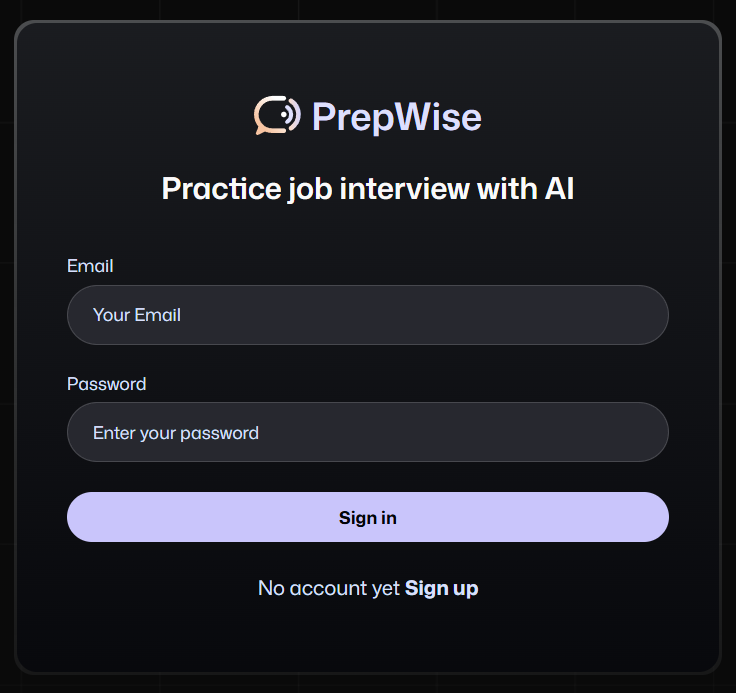 PrepWise
Practice job interview with AI
Email
Your Email
Password
Enter your password
Sign in
No account yet Sign up